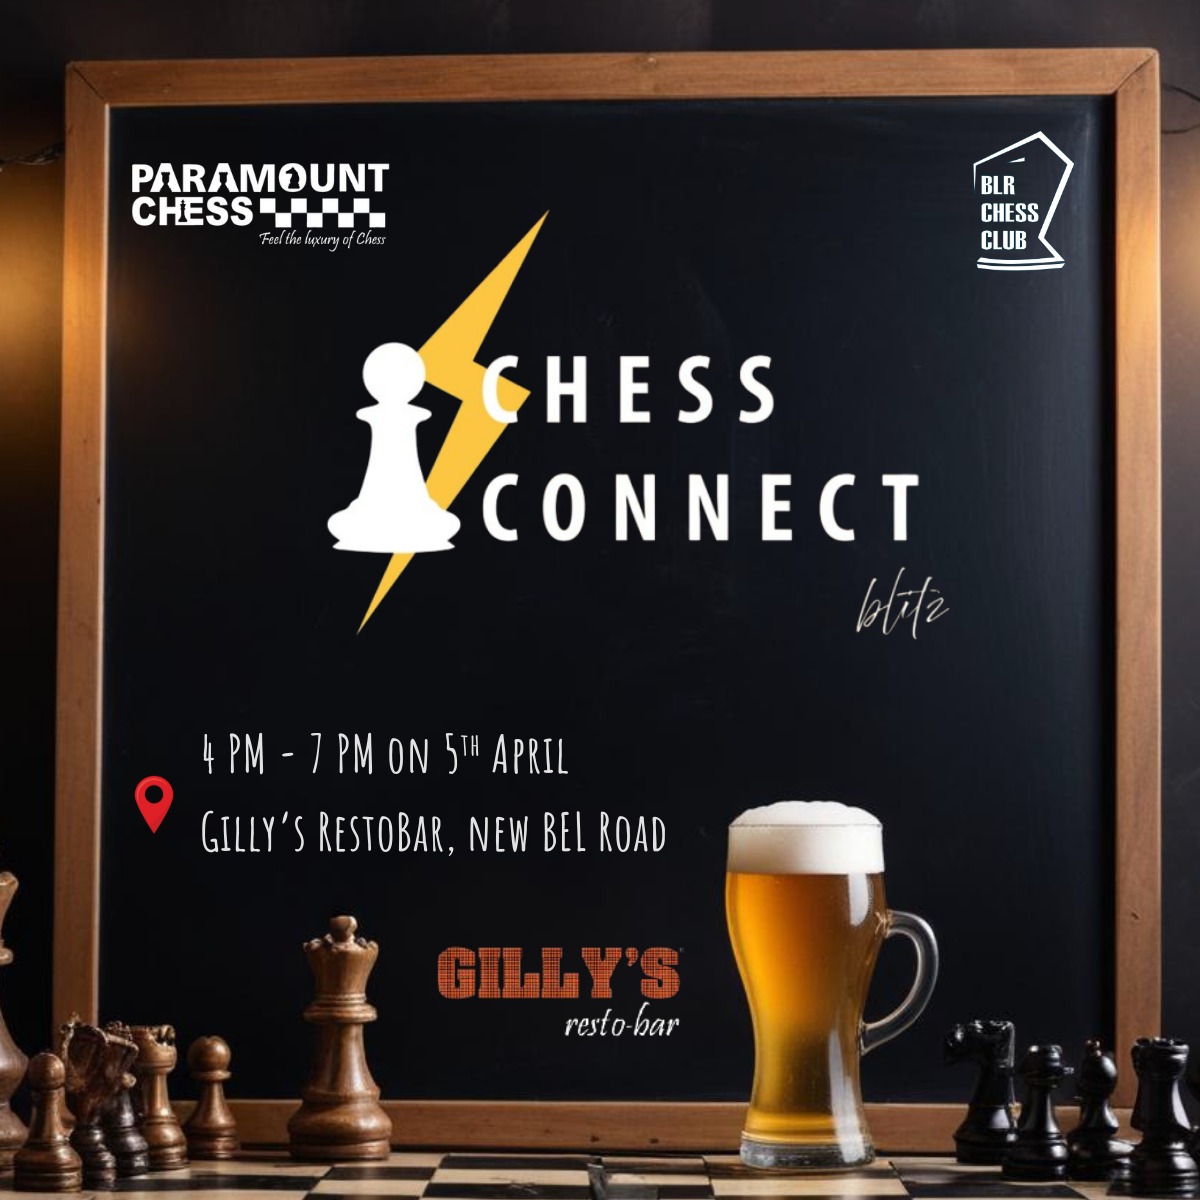 PARAMOUNT
CHESS
Feel the luxury of Chess
BLR
CHESS
CLUB
CHESS
CONNECT
blitz
4 PM - 7 PM on 5TH April
Gilly's RestoBar, new BEL Road
GILLY'S
resto-bar